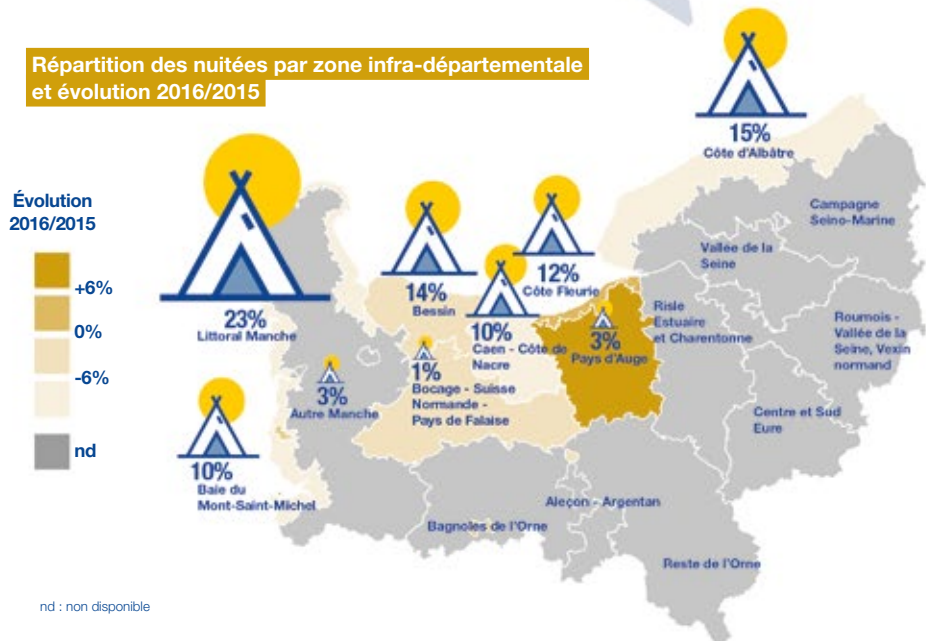 Répartition des nuitées par zone infra-départementale
et évolution 2016/2015
15%
Côte d'Albâtre
Évolution
2016/2015
+6%
0%
-6%
nd
23%
Littoral Manche
14%
Bessin
12%
Côte Fleurie
10%
Caen - Côte de
Nacre
3%
Pays d'Auge
1%
Bocage - Suisse
Normande -
Pays de Falaise
3%
Autre Manche
10%
Baie du
Mont-Saint-Michel
Campagne
Seino-Marine
Vallée de la
Seine
Risle
Estuaire
et Charentonne
Roumois -
Vallée de la
Seine, Vexin
normand
Centre et Sud
Eure
Aleçon - Argentan
Bagnoles de l'Orne
Reste de l'Orne
nd : non disponible